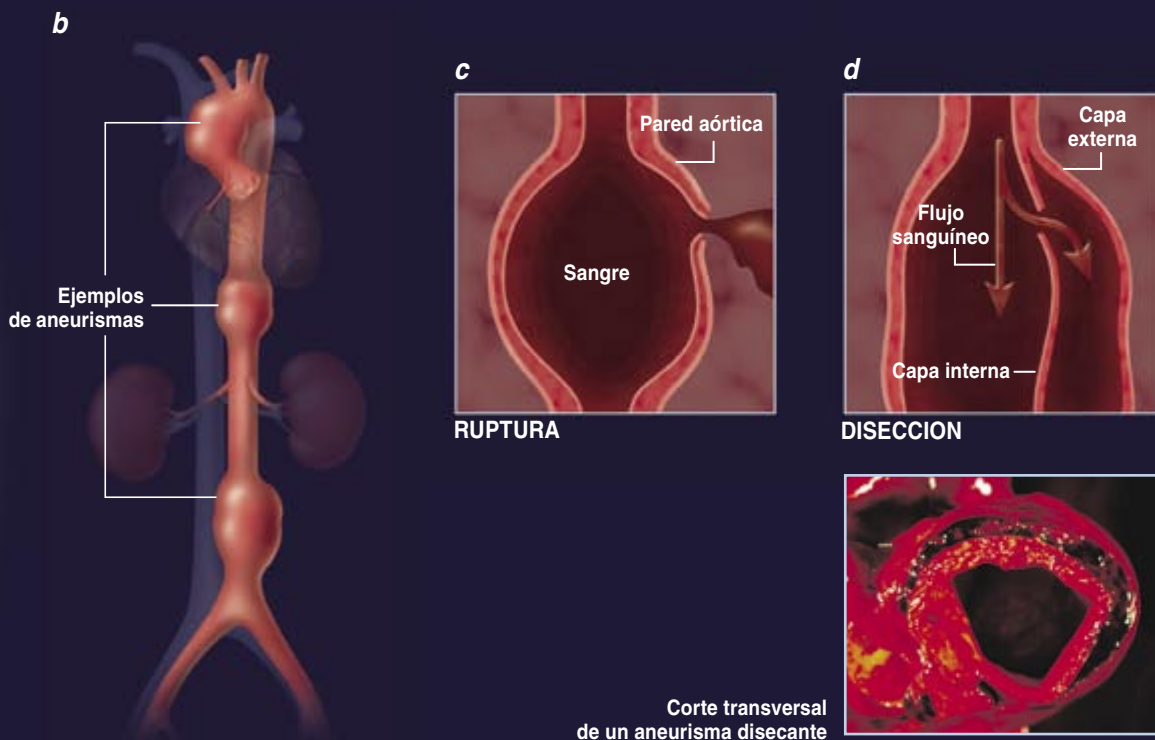 b
Ejemplos
de aneurismas
c
Pared aórtica
Sangre
RUPTURA
d
Capa
externa
Flujo
sanguíneo
Capa interna
DISECCION
Corte transversal
de un aneurisma disecante